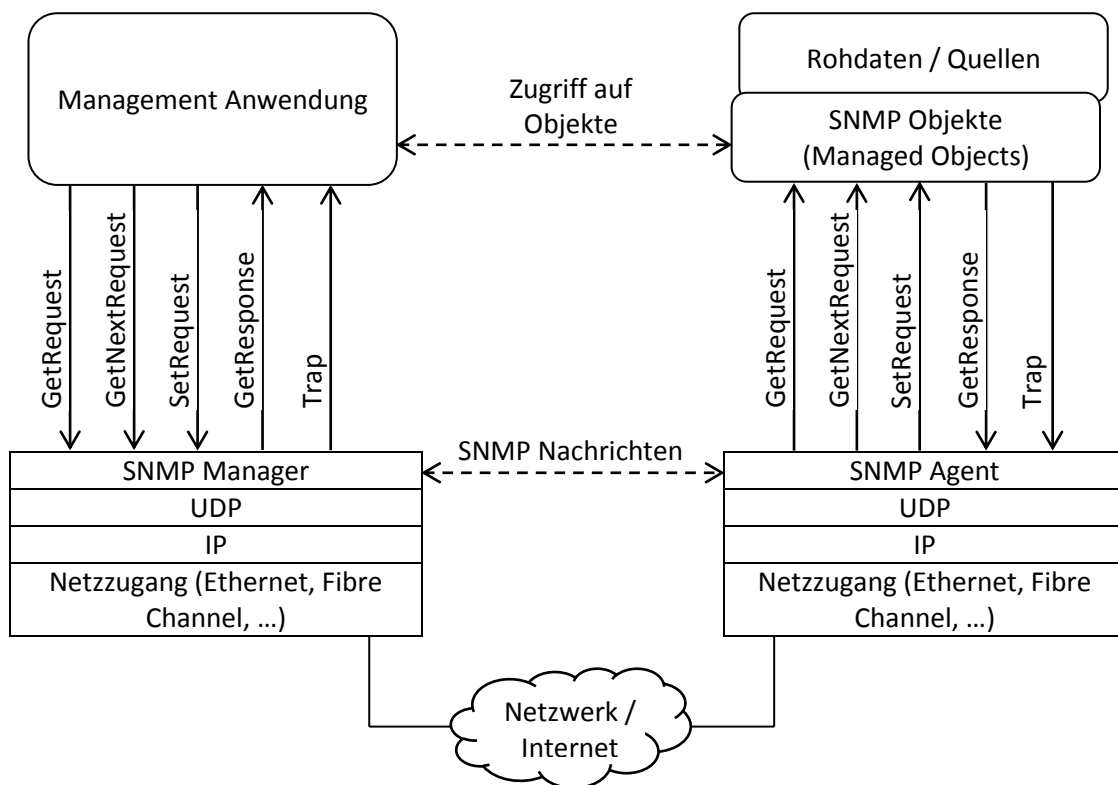 Management Anwendung
Zugriff auf
Objekte
Rohdaten / Quellen
SNMP Objekte
(Managed Objects)
GetRequest
GetNextRequest
SetRequest
GetResponse
Trap
GetRequest
GetNextRequest
SetRequest
GetResponse
Trap
SNMP Nachrichten
SNMP Manager
UDP
IP
Netzzugang (Ethernet, Fibre
Channel, ...)
SNMP Agent
UDP
IP
Netzzugang (Ethernet, Fibre
Channel, ...)
Netzwerk /
Internet